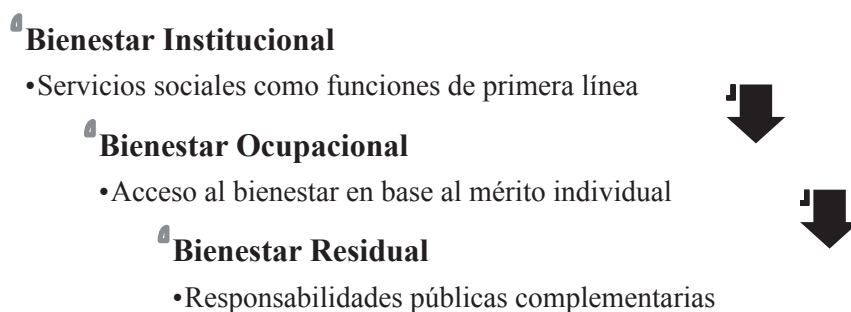 Bienestar Institucional
•Servicios sociales como funciones de primera línea
Bienestar Ocupacional
•Acceso al bienestar en base al mérito individual
Bienestar Residual
•Responsabilidades públicas complementarias